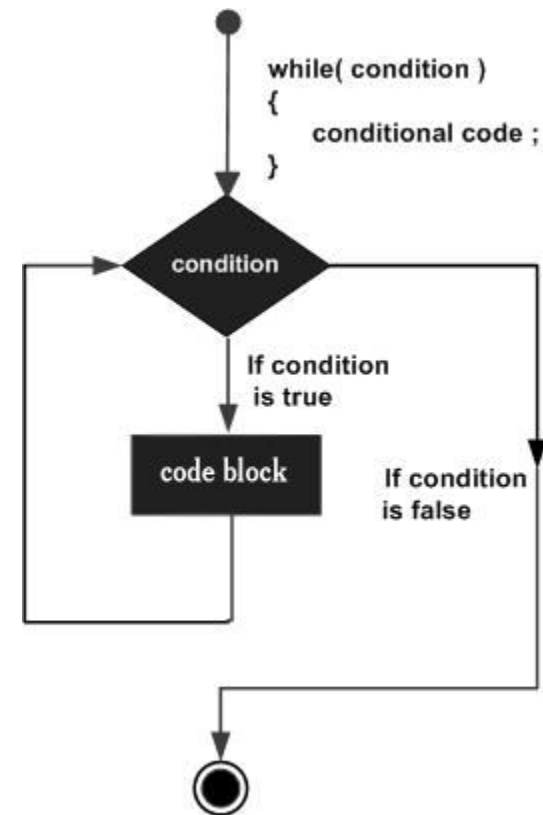 while( condition )
{
conditional code ;
}
condition
If condition
is true
code block
If condition
is false